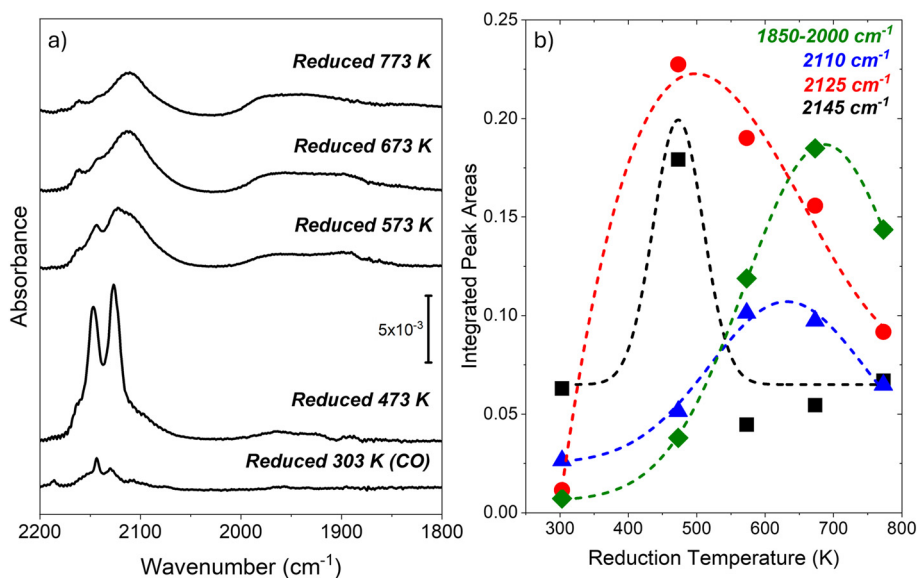 a)
Reduced 773 K
Reduced 673 K
Reduced 573 K
5x10⁻³
Reduced 473 K
Reduced 303 K (CO)
Absorbance
2200 2100 2000 1900 1800
Wavenumber (cm⁻¹)
b)
1850-2000 cm⁻¹
2110 cm⁻¹
2125 cm⁻¹
2145 cm⁻¹
Integrated Peak Areas
0.25
0.20
0.15
0.10
0.05
0.00
300 400 500 600 700 800
Reduction Temperature (K)